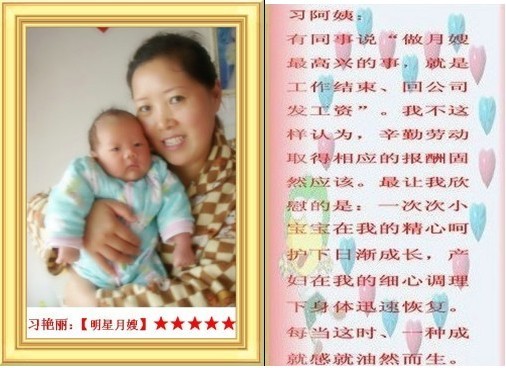 习艳丽:【明星月嫂】★★★★★
习阿姨：
有同事说“做月嫂
最高兴的事，就是
工作结束、回公司
发工资”。我不这
样认为，辛勤劳动
取得相应的报酬固
然应该。最让我欣
慰的是：一次次小
宝宝在我的精心呵
护下日渐成长，产
妇在我的细心调理
下身体迅速恢复。
每当这时、一种成
就感就油然而生。